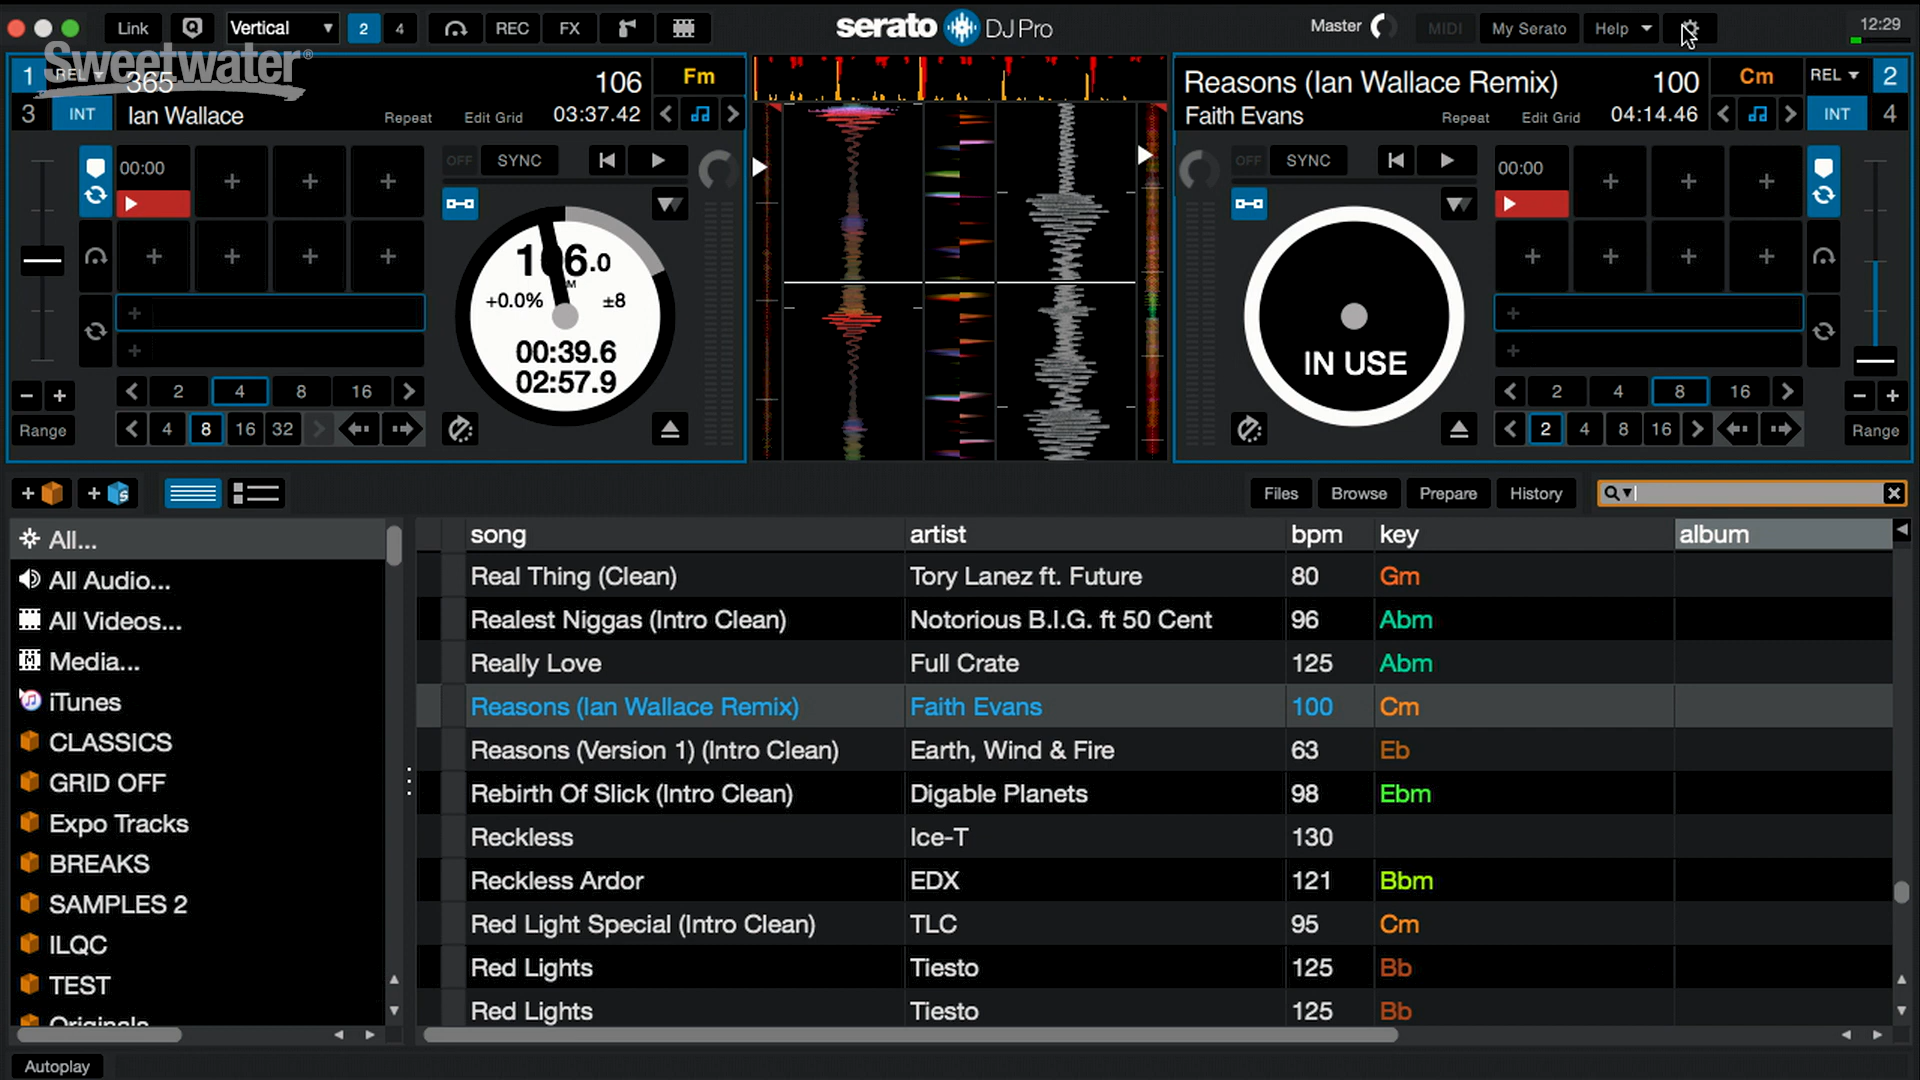 Link
Vertical
2
4
REC
FX
serato DJ Pro
Master
MIDI
My Serato
Help
12:29
Sweetwater®
1
REL
365
106
Fm
3
INT
Ian Wallace
Repeat
Edit Grid
03:37.42
Reasons (Ian Wallace Remix)
100
Cm
REL
2
Faith Evans
Repeat
Edit Grid
04:14.46
INT
4
00:00
OFF
SYNC
106.0
+0.0%
±8
00:39.6
02:57.9
2 4 8 16
4 8 16 32
Range
OFF
SYNC
IN USE
00:00
2 4 8 16
2 4 8 16
Range
Files
Browse
Prepare
History
All...
All Audio...
All Videos...
Media...
iTunes
CLASSICS
GRID OFF
Expo Tracks
BREAKS
SAMPLES 2
ILQC
TEST
Originals
song artist bpm key album
Real Thing (Clean) Tory Lanez ft. Future 80 Gm
Realest Niggas (Intro Clean) Notorious B.I.G. ft 50 Cent 96 Abm
Really Love Full Crate 125 Abm
Reasons (Ian Wallace Remix) Faith Evans 100 Cm
Reasons (Version 1) (Intro Clean) Earth, Wind & Fire 63 Eb
Rebirth Of Slick (Intro Clean) Digable Planets 98 Ebm
Reckless Ice-T 130
Reckless Ardor EDX 121 Bbm
Red Light Special (Intro Clean) TLC 95 Cm
Red Lights Tiesto 125 Bb
Red Lights Tiesto 125 Bb
Autoplay